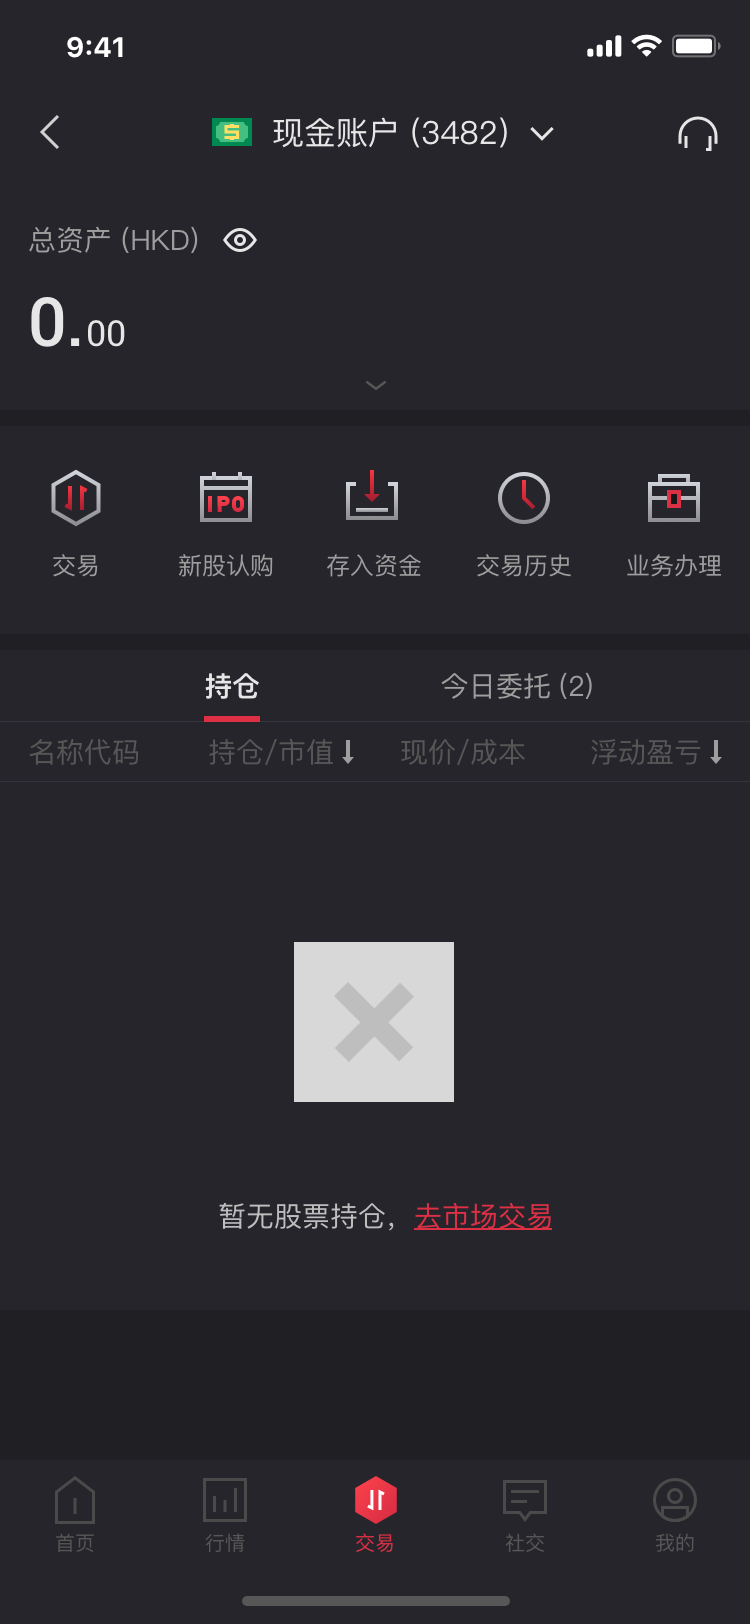 9:41
现金账户 (3482)
总资产 (HKD)
0.00
IPO
交易 新股认购 存入资金 交易历史 业务办理
持仓 今日委托 (2)
名称代码 持仓/市值 现价/成本 浮动盈亏
暂无股票持仓，去市场交易
首页 行情 交易 社交 我的